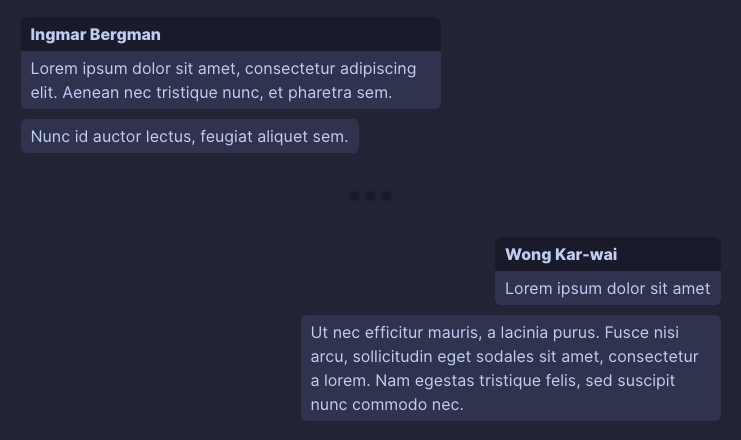 Ingmar Bergman
Lorem ipsum dolor sit amet, consectetur adipiscing
elit. Aenean nec tristique nunc, et pharetra sem.
Nunc id auctor lectus, feugiat aliquet sem.
Wong Kar-wai
Lorem ipsum dolor sit amet
Ut nec efficitur mauris, a lacinia purus. Fusce nisi
arcu, sollicitudin eget sodales sit amet, consectetur
a lorem. Nam egestas tristique felis, sed suscipit
nunc commodo nec.